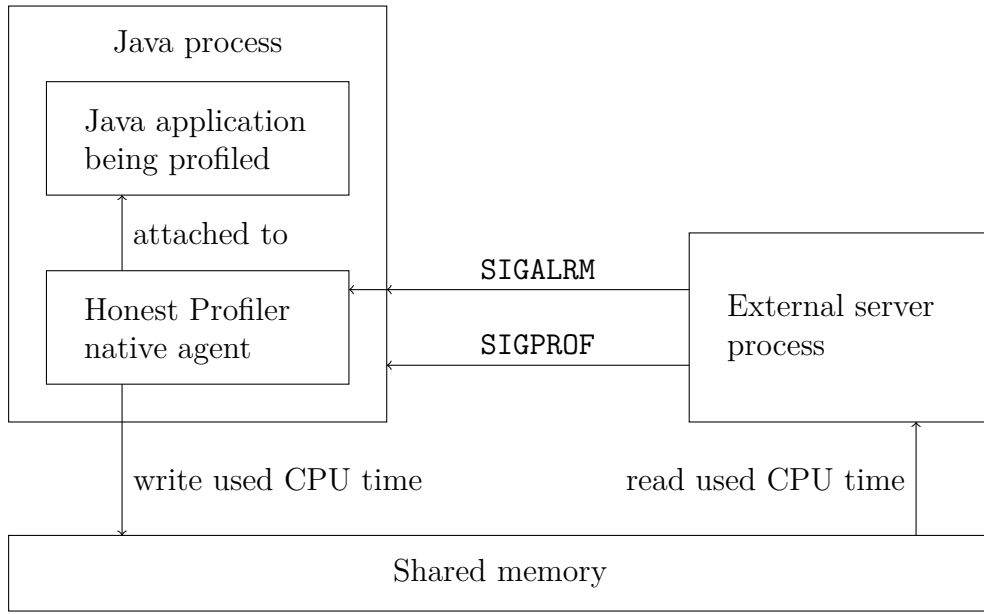 Java process
Java application
being profiled
attached to
Honest Profiler
native agent
SIGALRM
SIGPROF
External server
process
write used CPU time
read used CPU time
Shared memory